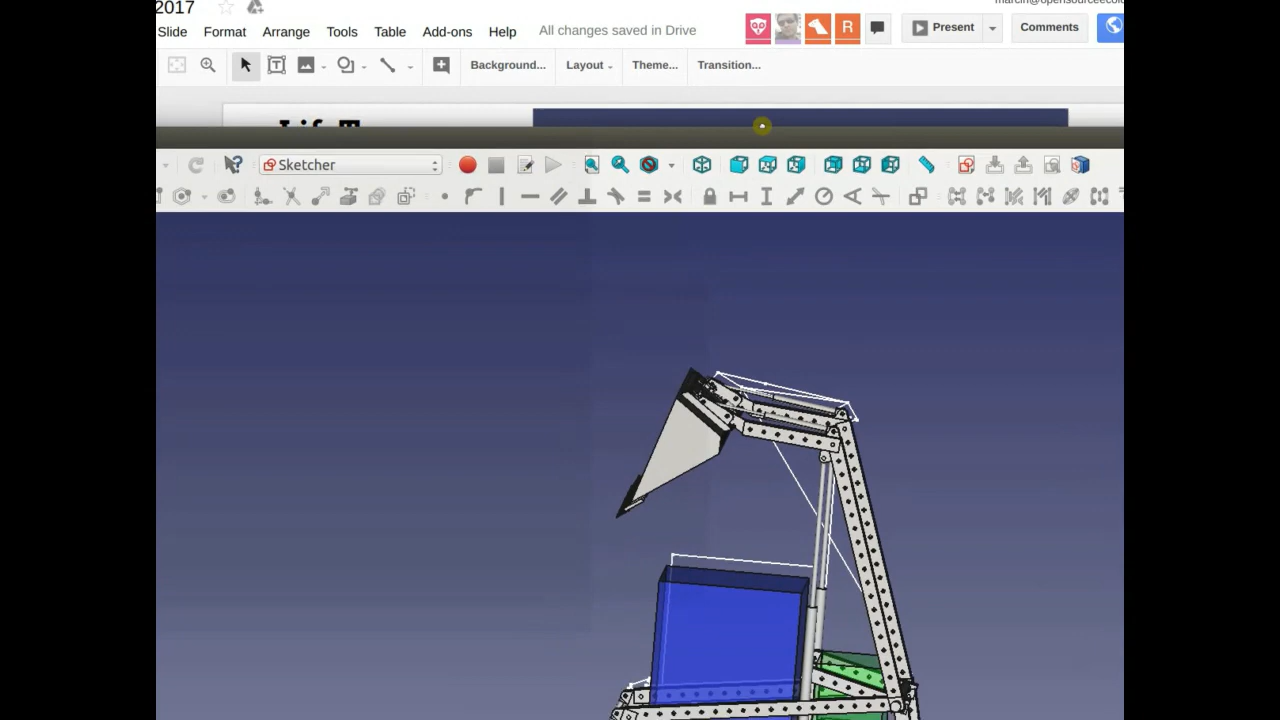 2017
Slide Format Arrange Tools Table Add-ons Help All changes saved in Drive R Present Comments
Background... Layout Theme... Transition...
Sketcher